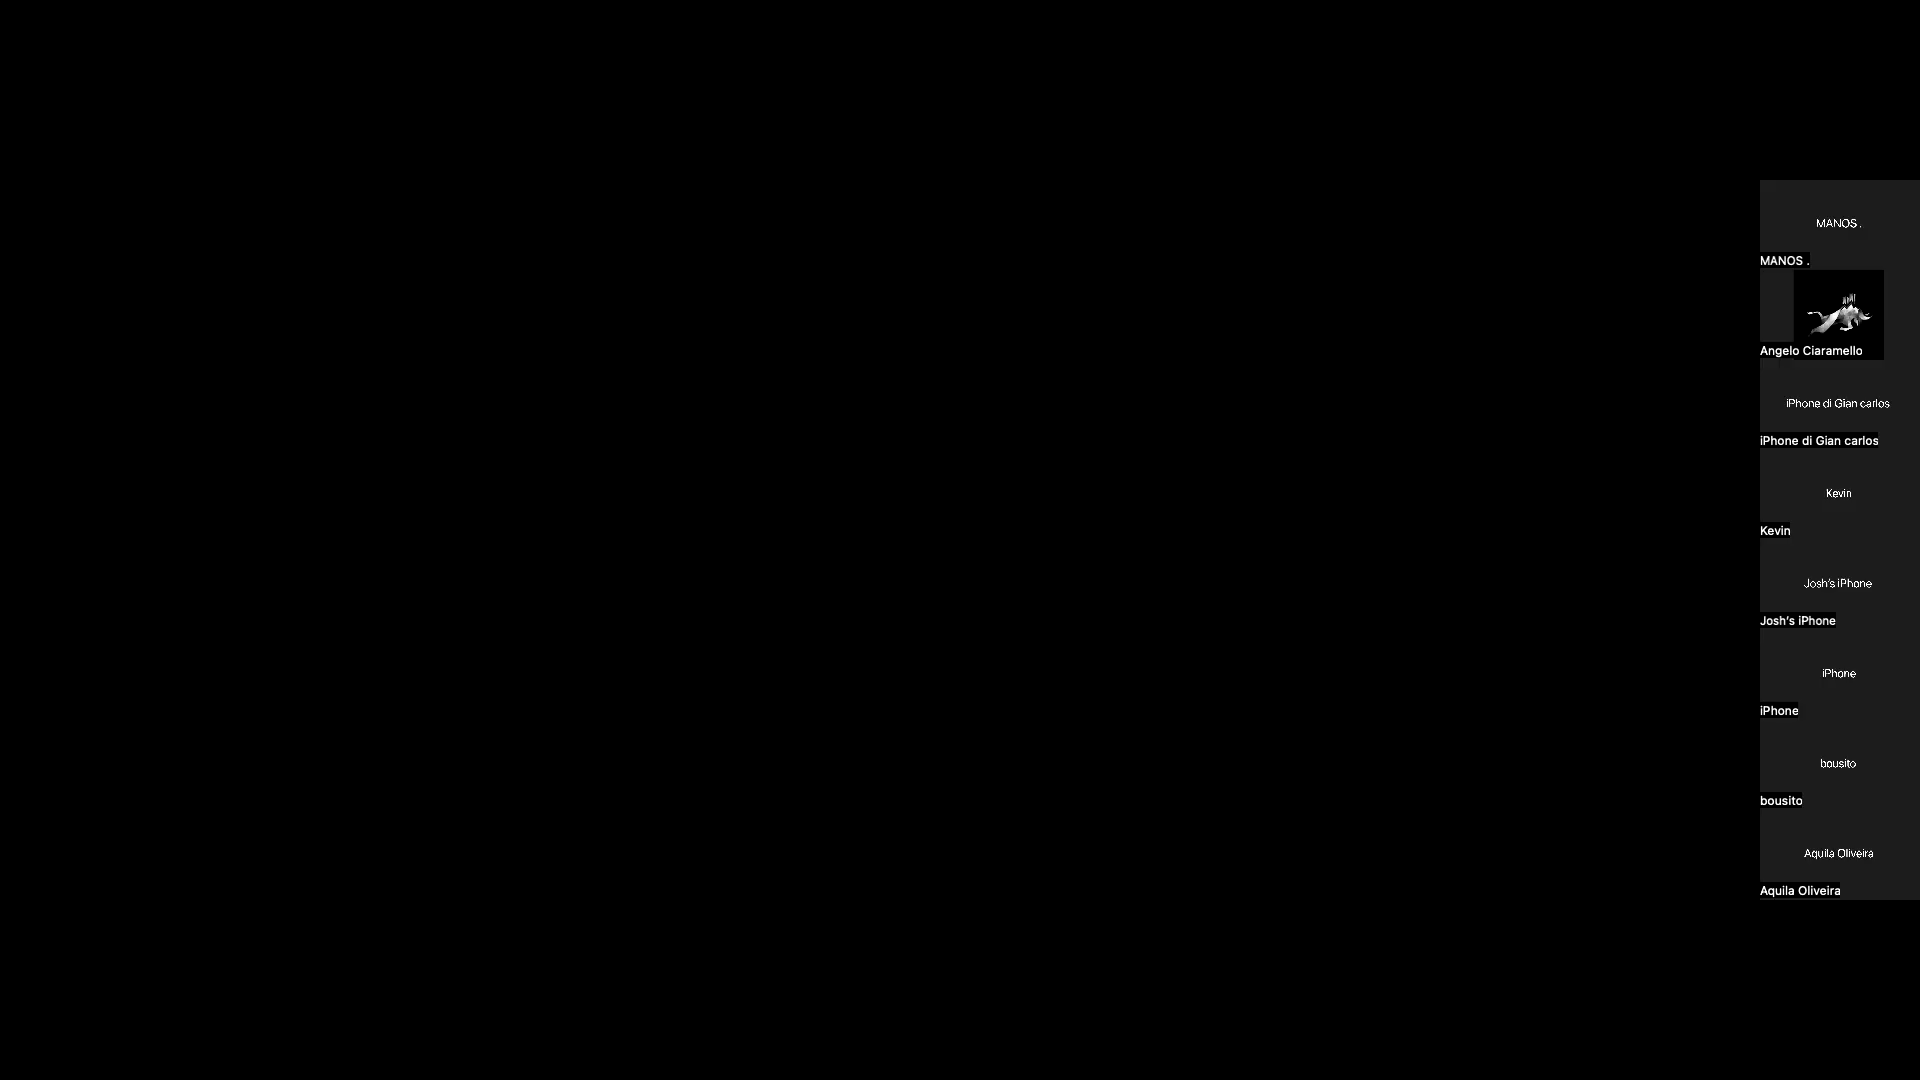 MANOS .
MANOS .
Angelo Ciaramello
iPhone di Gian carlos
iPhone di Gian carlos
Kevin
Kevin
Josh's iPhone
Josh's iPhone
iPhone
iPhone
bousito
bousito
Aquila Oliveira
Aquila Oliveira